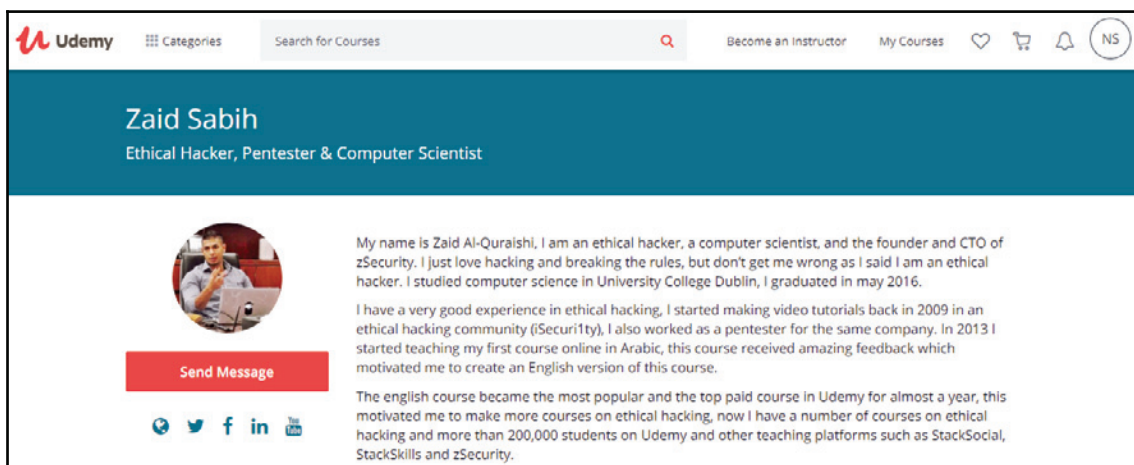 Udemy Categories Search for Courses Become an Instructor My Courses NS
Zaid Sabih
Ethical Hacker, Pentester & Computer Scientist
My name is Zaid Al-Quraishi, I am an ethical hacker, a computer scientist, and the founder and CTO of
zSecurity. I just love hacking and breaking the rules, but don't get me wrong as I said I am an ethical
hacker. I studied computer science in University College Dublin, I graduated in may 2016.
I have a very good experience in ethical hacking, I started making video tutorials back in 2009 in an
ethical hacking community (iSecuri1ty), I also worked as a pentester for the same company. In 2013 I
started teaching my first course online in Arabic, this course received amazing feedback which
motivated me to create an English version of this course.
The english course became the most popular and the top paid course in Udemy for almost a year, this
motivated me to make more courses on ethical hacking, now I have a number of courses on ethical
hacking and more than 200,000 students on Udemy and other teaching platforms such as StackSocial,
StackSkills and zSecurity.
Send Message
f in You Tube